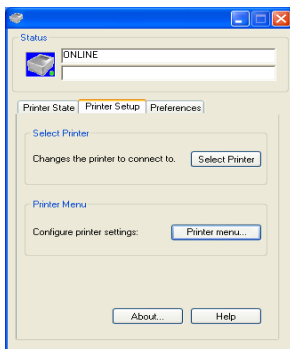 Status
ONLINE
Printer State Printer Setup Preferences
Select Printer
Changes the printer to connect to. Select Printer
Printer Menu
Configure printer settings: Printer menu...
About... Help